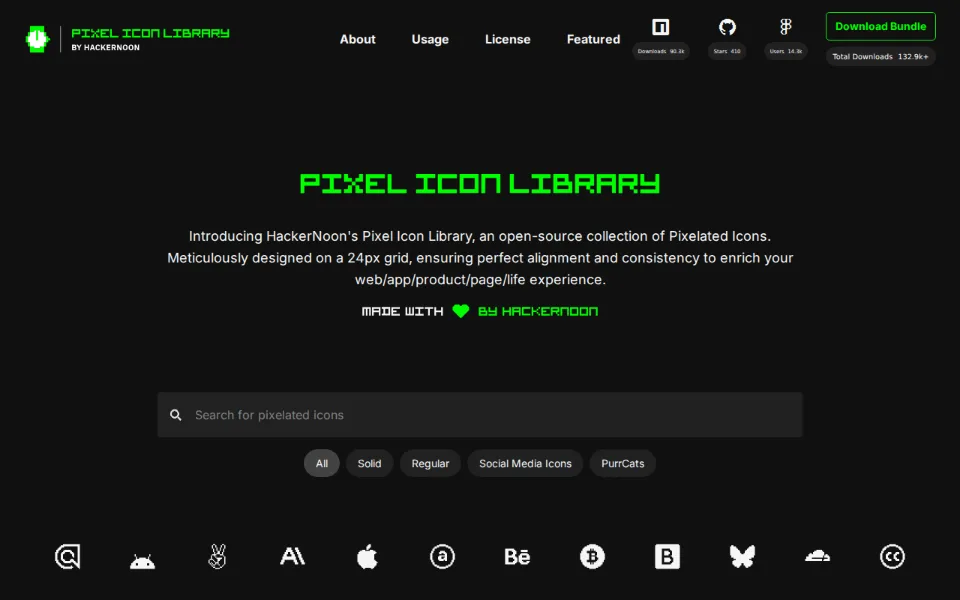 PIXEL ICON LIBRARY
BY HACKERNOON
About
Usage
License
Featured
Downloads 90.3k
Stars 410
Users 14.3k
Download Bundle
Total Downloads 132.9k+
PIXEL ICON LIBRARY
Introducing HackerNoon's Pixel Icon Library, an open-source collection of Pixelated Icons.
Meticulously designed on a 24px grid, ensuring perfect alignment and consistency to enrich your
web/app/product/page/life experience.
MADE WITH BY HACKERNOON
Search for pixelated icons
All
Solid
Regular
Social Media Icons
PurrCats
Bē